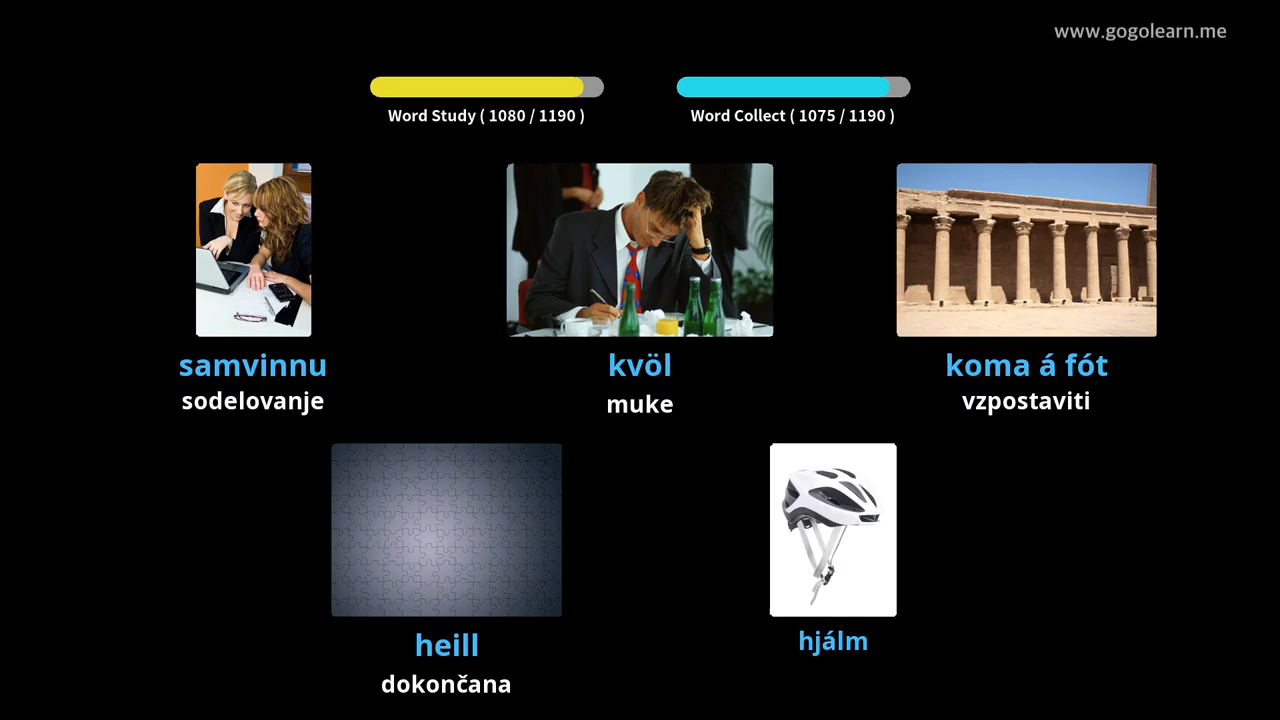 www.gogolearn.me
Word Study ( 1080 / 1190 )
Word Collect ( 1075 / 1190 )
samvinnu
sodelovanje
kvöl
muke
koma á fót
vzpostaviti
heill
dokončana
hjálm